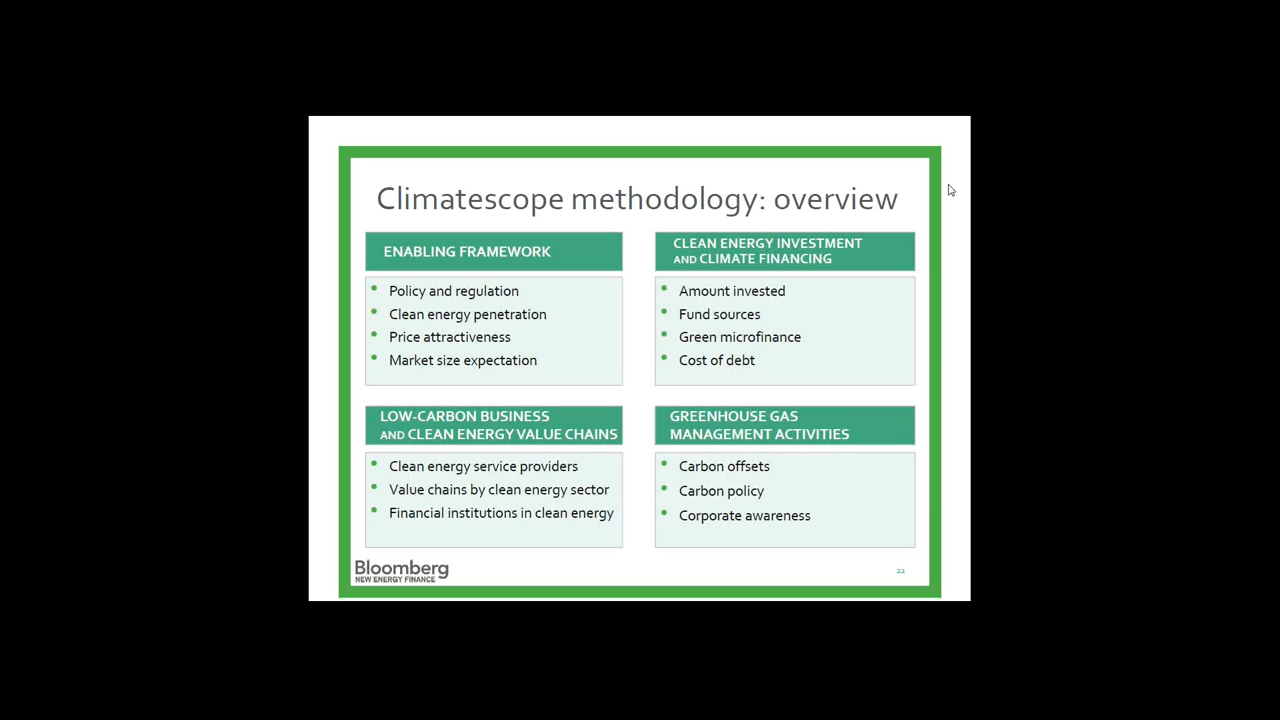 Climatescope methodology: overview
ENABLING FRAMEWORK
• Policy and regulation
• Clean energy penetration
• Price attractiveness
• Market size expectation
CLEAN ENERGY INVESTMENT
AND CLIMATE FINANCING
• Amount invested
• Fund sources
• Green microfinance
• Cost of debt
LOW-CARBON BUSINESS
AND CLEAN ENERGY VALUE CHAINS
• Clean energy service providers
• Value chains by clean energy sector
• Financial institutions in clean energy
GREENHOUSE GAS
MANAGEMENT ACTIVITIES
• Carbon offsets
• Carbon policy
• Corporate awareness
Bloomberg
NEW ENERGY FINANCE
22